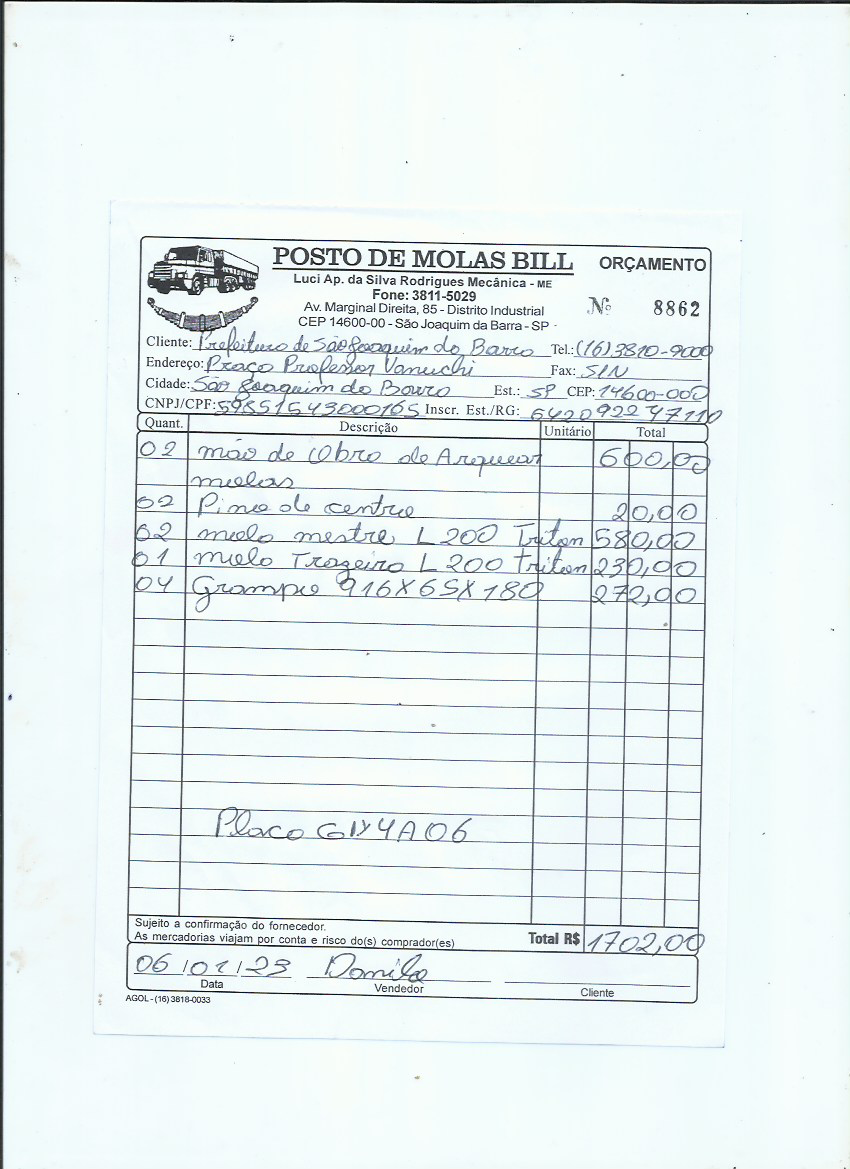 POSTO DE MOLAS BILL
ORÇAMENTO
Luci Ap. da Silva Rodrigues Mecânica - ME
Fone: 3811-5029
Av. Marginal Direita, 85 - Distrito Industrial
CEP 14600-00 - São Joaquim da Barra - SP -
Nº 8862
Cliente: Prefeitura de São Joaquim da Barra Tel.: (16) 3810-9000
Endereço: Praça Professor Vanuchi Fax: S/N
Cidade: São Joaquim da Barra Est.: SP CEP: 14600-000
CNPJ/CPF: 59851543000165 Inscr. Est./RG: 642092247110
Quant. Descrição Unitário Total
02 mão de Obra de Arquear 600,00
molas
02 Pino de centro 20,00
02 mola mestre L200 Triton 580,00
01 mola Trazeiro L200 Triton 230,00
04 Grampo 916X65X180 272,00
Placa GDY4A06
Sujeito a confirmação do fornecedor.
As mercadorias viajam por conta e risco do(s) comprador(es)
Total R$ 1702,00
06/01/23 Danilo
Data Vendedor Cliente
AGOL - (16) 3818-0033